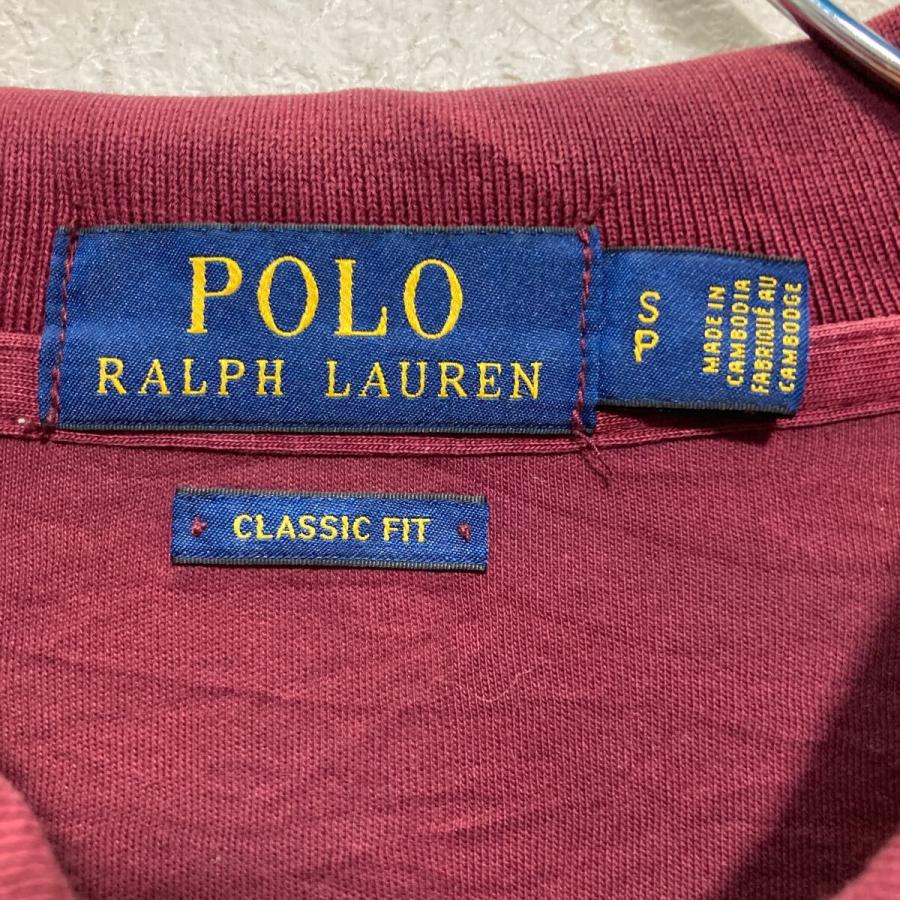 POLO
RALPH LAUREN
S
P
MADE IN
CAMBODIA
FABRIQUÉ AU
CAMBODGE
CLASSIC FIT